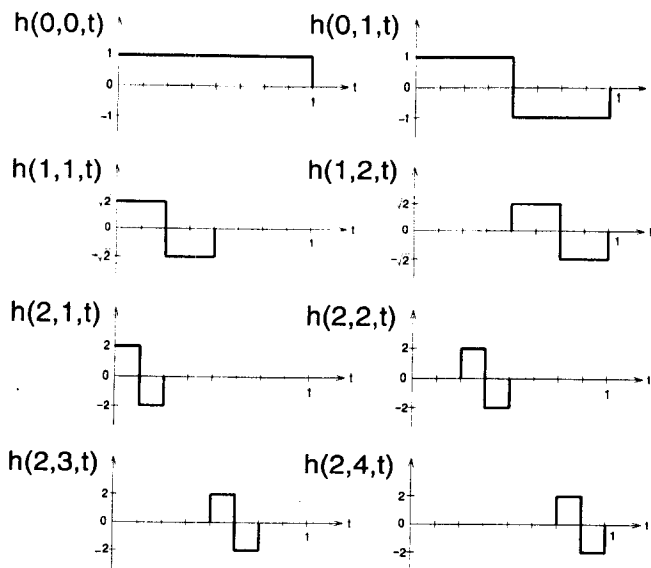 h(0,0,t)
1
0
-1
1
t
h(0,1,t)
1
0
-1
1
t
h(1,1,t)
√2
0
-√2
1
t
h(1,2,t)
√2
0
-√2
1
t
h(2,1,t)
2
0
-2
1
t
h(2,2,t)
2
0
-2
1
t
h(2,3,t)
2
0
-2
1
t
h(2,4,t)
2
0
-2
1
t